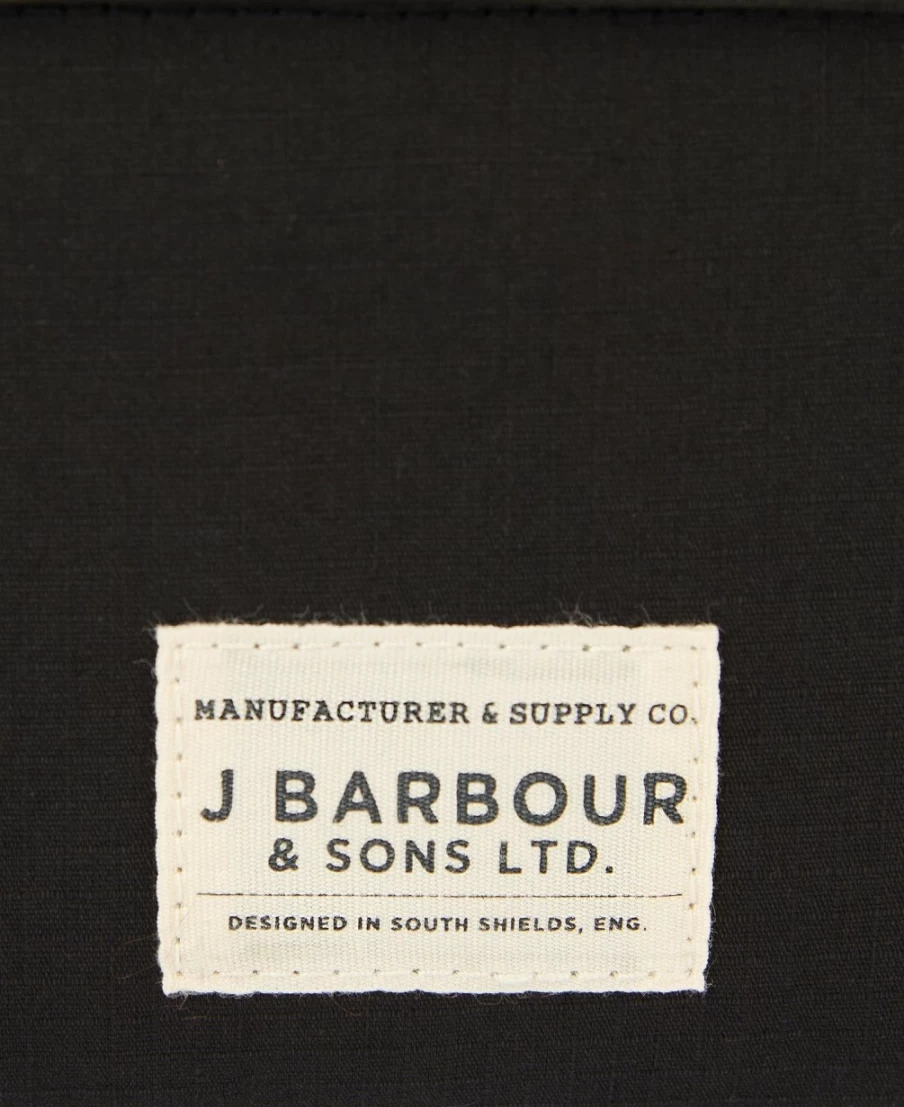 MANUFACTURER & SUPPLY CO.
J BARBOUR
& SONS LTD.
DESIGNED IN SOUTH SHIELDS, ENG.